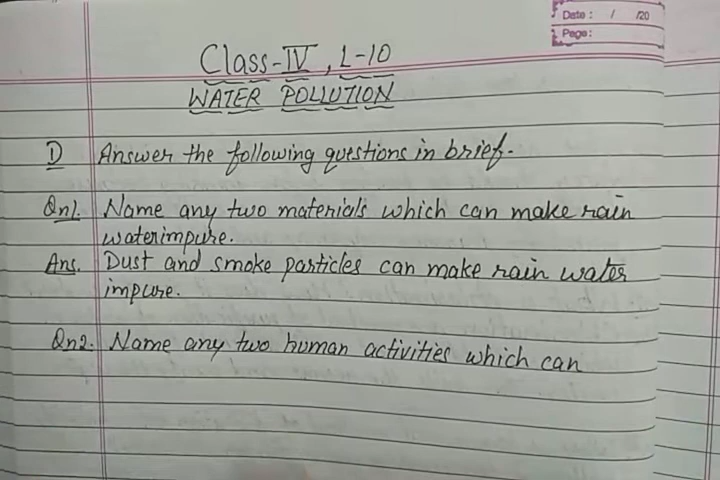 Date: / /20
Page:
Class-IV, L-10
WATER POLLUTION
D Answer the following questions in brief.
Qn1. Name any two materials which can make rain
water impure.
Ans. Dust and smoke particles can make rain water
impure.
Qn2. Name any two human activities which can